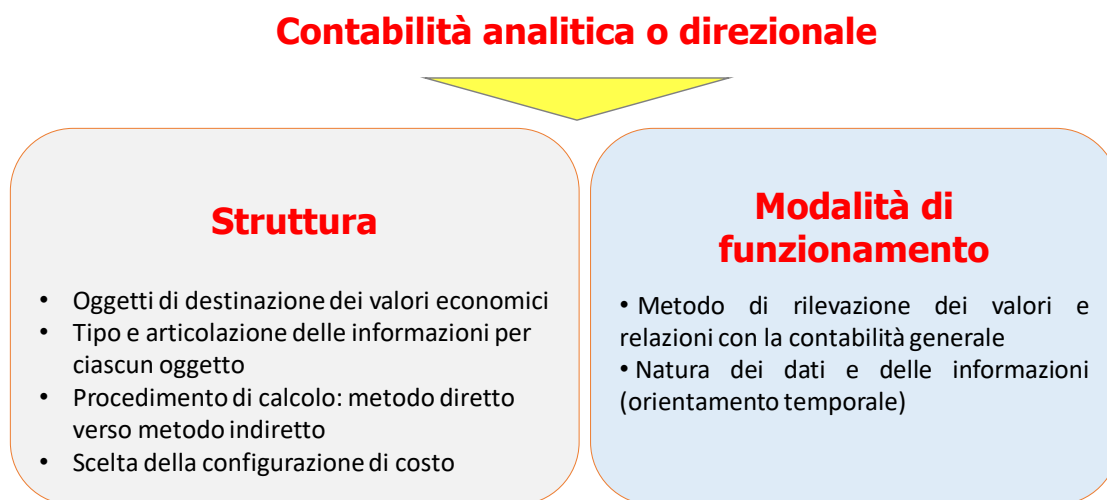 Contabilità analitica o direzionale
Struttura
• Oggetti di destinazione dei valori economici
• Tipo e articolazione delle informazioni per
ciascun oggetto
• Procedimento di calcolo: metodo diretto
verso metodo indiretto
• Scelta della configurazione di costo
Modalità di
funzionamento
• Metodo di rilevazione dei valori e
relazioni con la contabilità generale
• Natura dei dati e delle informazioni
(orientamento temporale)